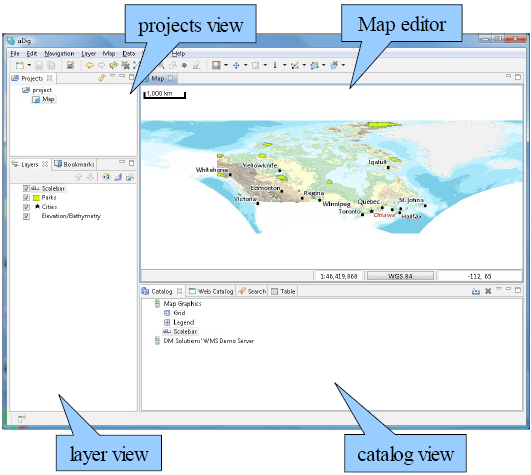 projects view
Map editor
uDig
File Edit Navigation Layer Map Data Help
Projects
Map
project
Map
1,000 km
Whitehorse
Yellowknife
Iqaluit
Edmonton
Victoria
Regina
Winnipeg
Quebec
St. Johns
Toronto
Ottawa
Halifax
Layers Bookmarks
Scalebar
Parks
Cities
Elevation/Bathymetry
1:46,419,868 WGS 84 -112, 65
Catalog Web Catalog Search Table
Map Graphics
Grid
Legend
Scalebar
DM Solutions' WMS Demo Server
layer view
catalog view